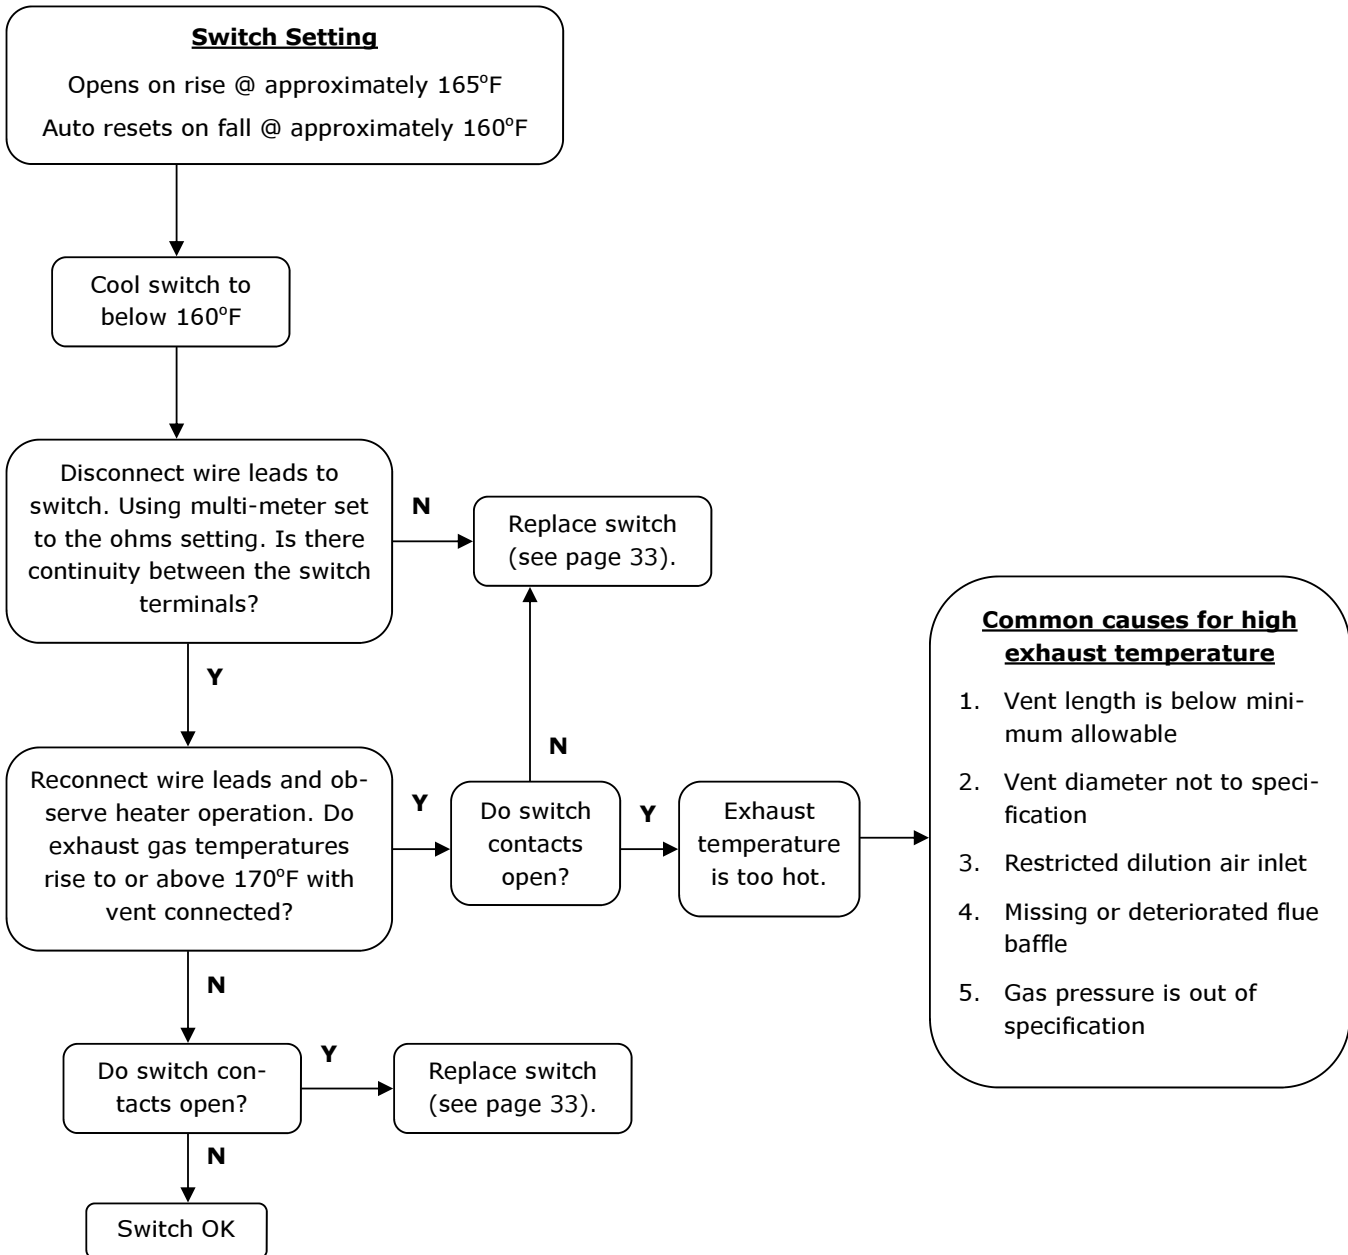 Switch Setting
Opens on rise @ approximately 165°F
Auto resets on fall @ approximately 160°F
Cool switch to
below 160°F
Disconnect wire leads to
switch. Using multi-meter set
to the ohms setting. Is there
continuity between the switch
terminals?
N
Replace switch
(see page 33).
Y
Reconnect wire leads and ob-
serve heater operation. Do
exhaust gas temperatures
rise to or above 170°F with
vent connected?
Y
Do switch
contacts
open?
N
Y
Exhaust
temperature
is too hot.
Common causes for high
exhaust temperature
1. Vent length is below mini-
mum allowable
2. Vent diameter not to speci-
fication
3. Restricted dilution air inlet
4. Missing or deteriorated flue
baffle
5. Gas pressure is out of
specification
N
Do switch con-
tacts open?
Y
Replace switch
(see page 33).
N
Switch OK